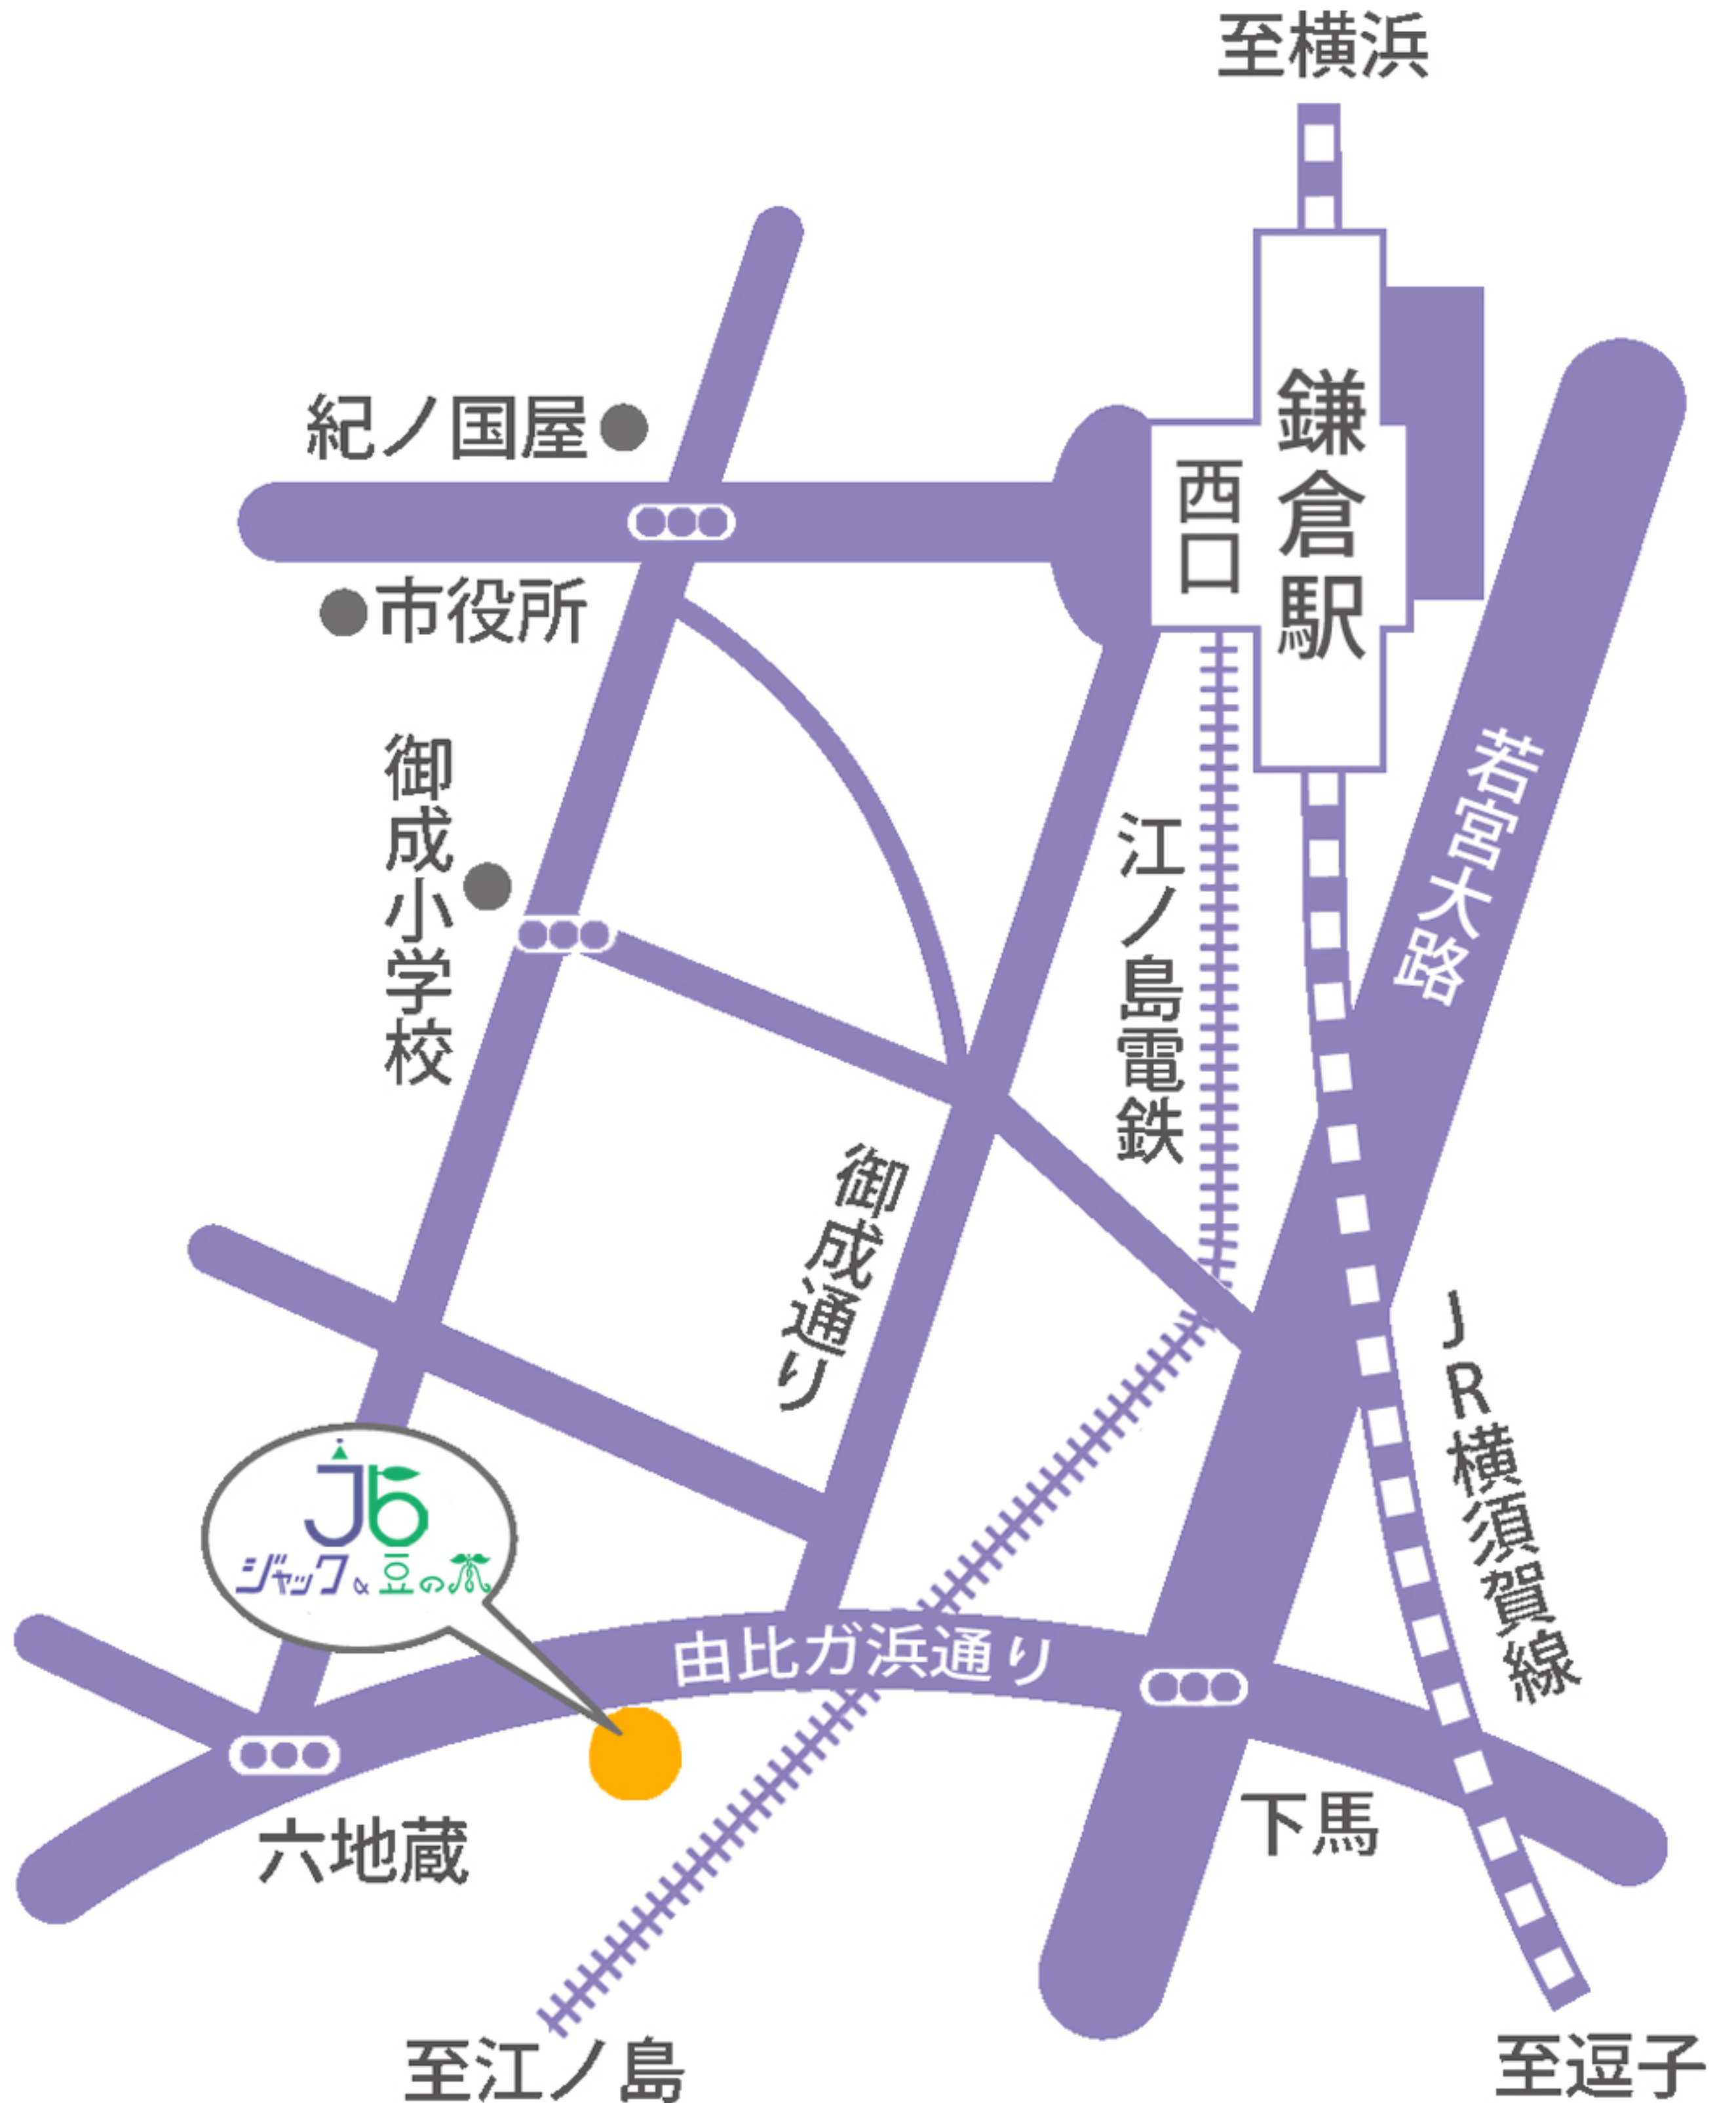 至横浜
紀ノ国屋
鎌倉駅
西口
市役所
若宮大路
御成小学校
江ノ島電鉄
御成通り
JR横須賀線
Jb
ジャック&豆の木
由比ガ浜通り
下馬
六地蔵
至江ノ島
至逗子